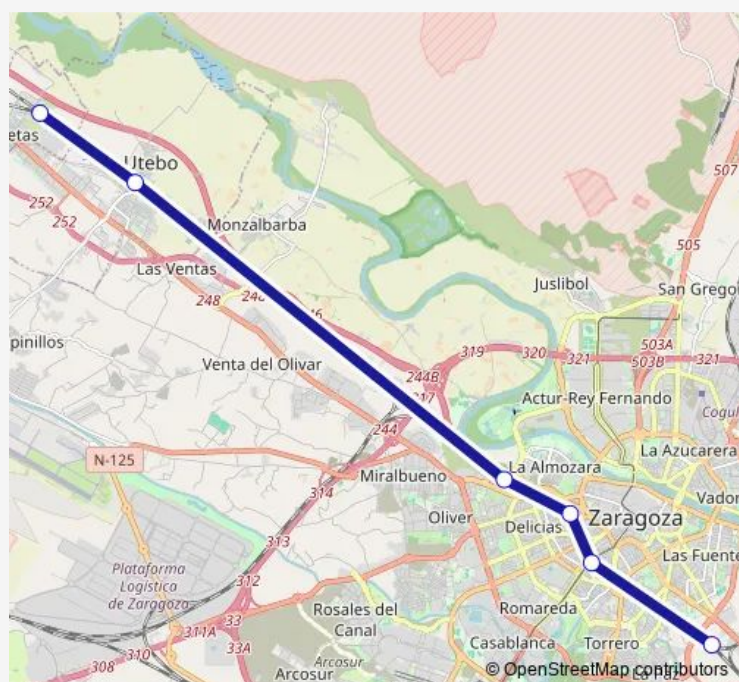 507
etas
Utebo
252
252
Monzalbarba
505
Las Ventas
248
Juslibol
San Grego
pinillos
503A
319
320
321
321
503B
Venta del Olivar
244B
Actur-Rey Fernando
244
N-125
La Azucarera
Miralbueno
La Almozara
314
Oliver
Delicias
Zaragoza
Vador
313
Las Fuente
Plataforma
Logística
de Zaragoza
312
Rosales del
Canal
Romareda
33
311A
33A
Casablanca
Torrero
308
310
Arcosur
Arcosur
© OpenStreetMap contributors